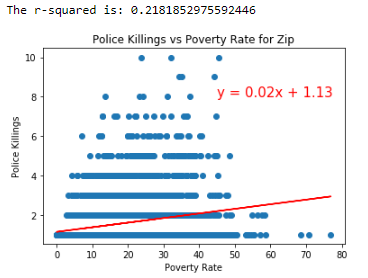 The r-squared is: 0.2181852975592446
Police Killings vs Poverty Rate for Zip
10
y = 0.02x + 1.13
8
6
4
2
Police Killings
0 10 20 30 40 50 60 70 80
Poverty Rate